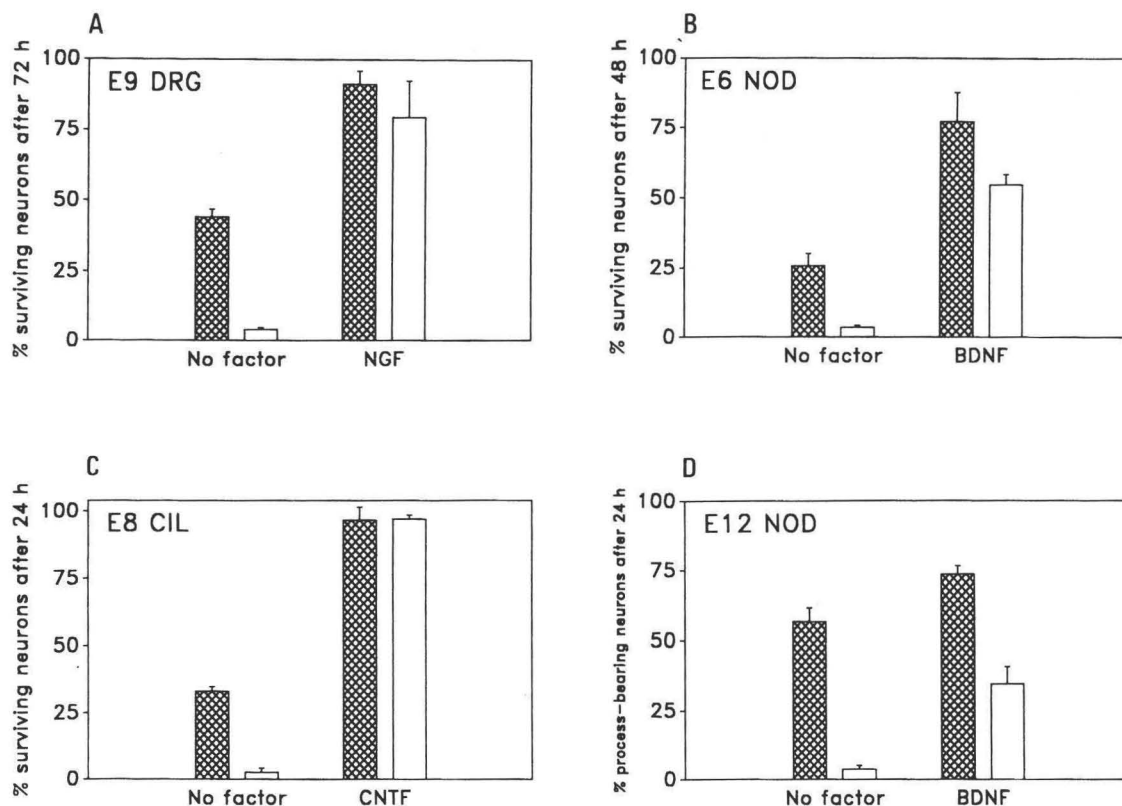 A
% surviving neurons after 72 h
100
75
50
25
0
E9 DRG
No factor NGF
B
% surviving neurons after 48 h
100
75
50
25
0
E6 NOD
No factor BDNF
C
% surviving neurons after 24 h
100
75
50
25
0
E8 CIL
No factor CNTF
D
% process-bearing neurons after 24 h
100
75
50
25
0
E12 NOD
No factor BDNF